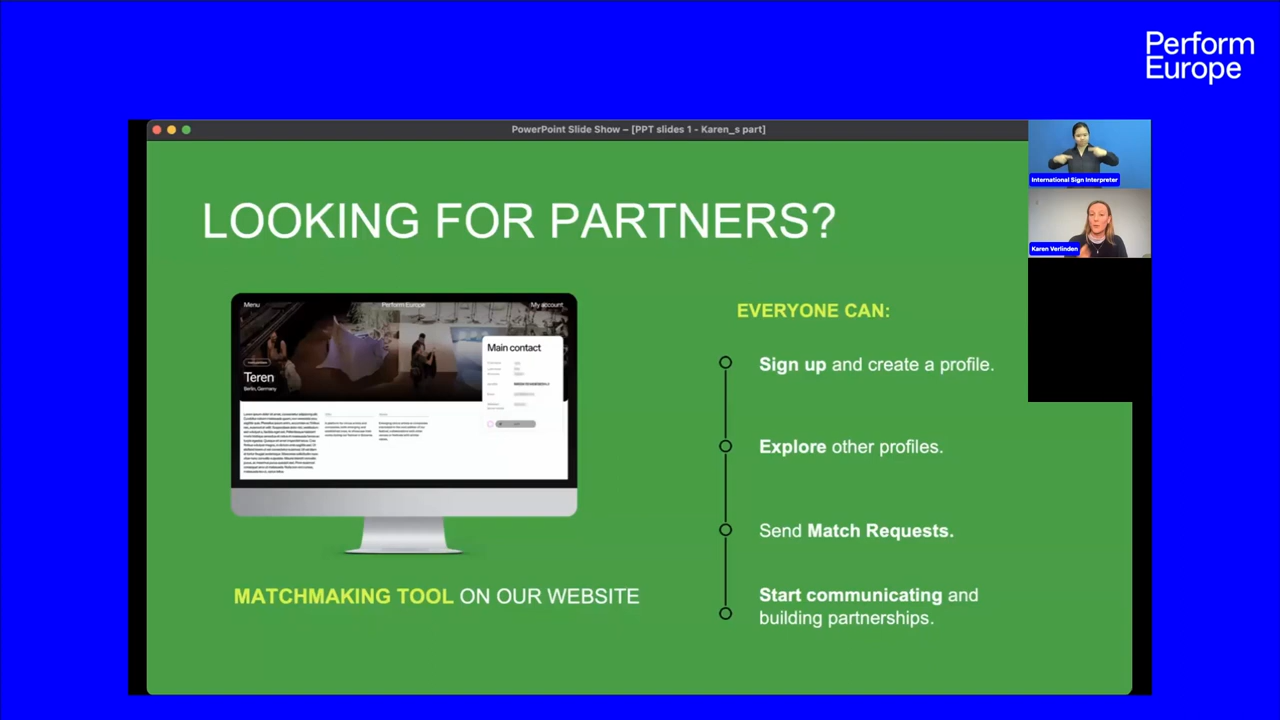 Perform
Europe
PowerPoint Slide Show – [PPT slides 1 - Karen_s part]
International Sign Interpreter
Karen Verlinden
LOOKING FOR PARTNERS?
Menu
Perform Europe
My account
Main contact
Teren
Berlin, Germany
MATCHMAKING TOOL ON OUR WEBSITE
EVERYONE CAN:
Sign up and create a profile.
Explore other profiles.
Send Match Requests.
Start communicating and
building partnerships.